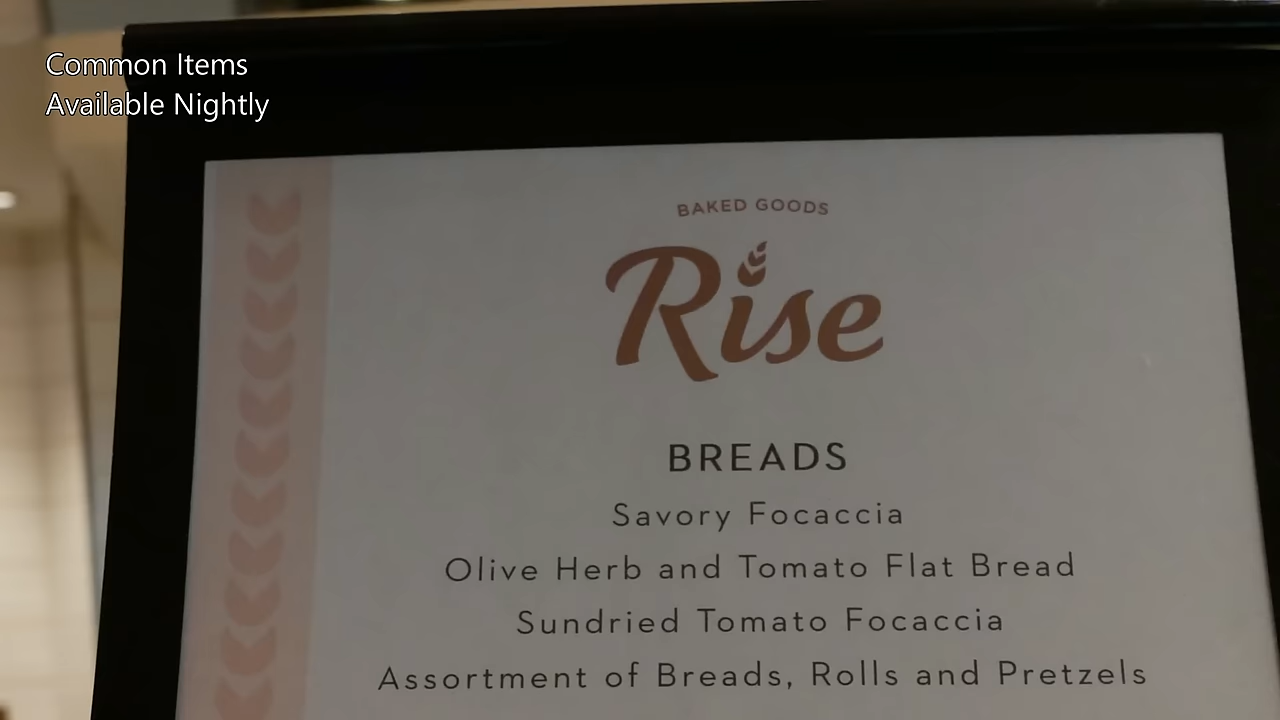 Common Items
Available Nightly
BAKED GOODS
Rise
BREADS
Savory Focaccia
Olive Herb and Tomato Flat Bread
Sundried Tomato Focaccia
Assortment of Breads, Rolls and Pretzels